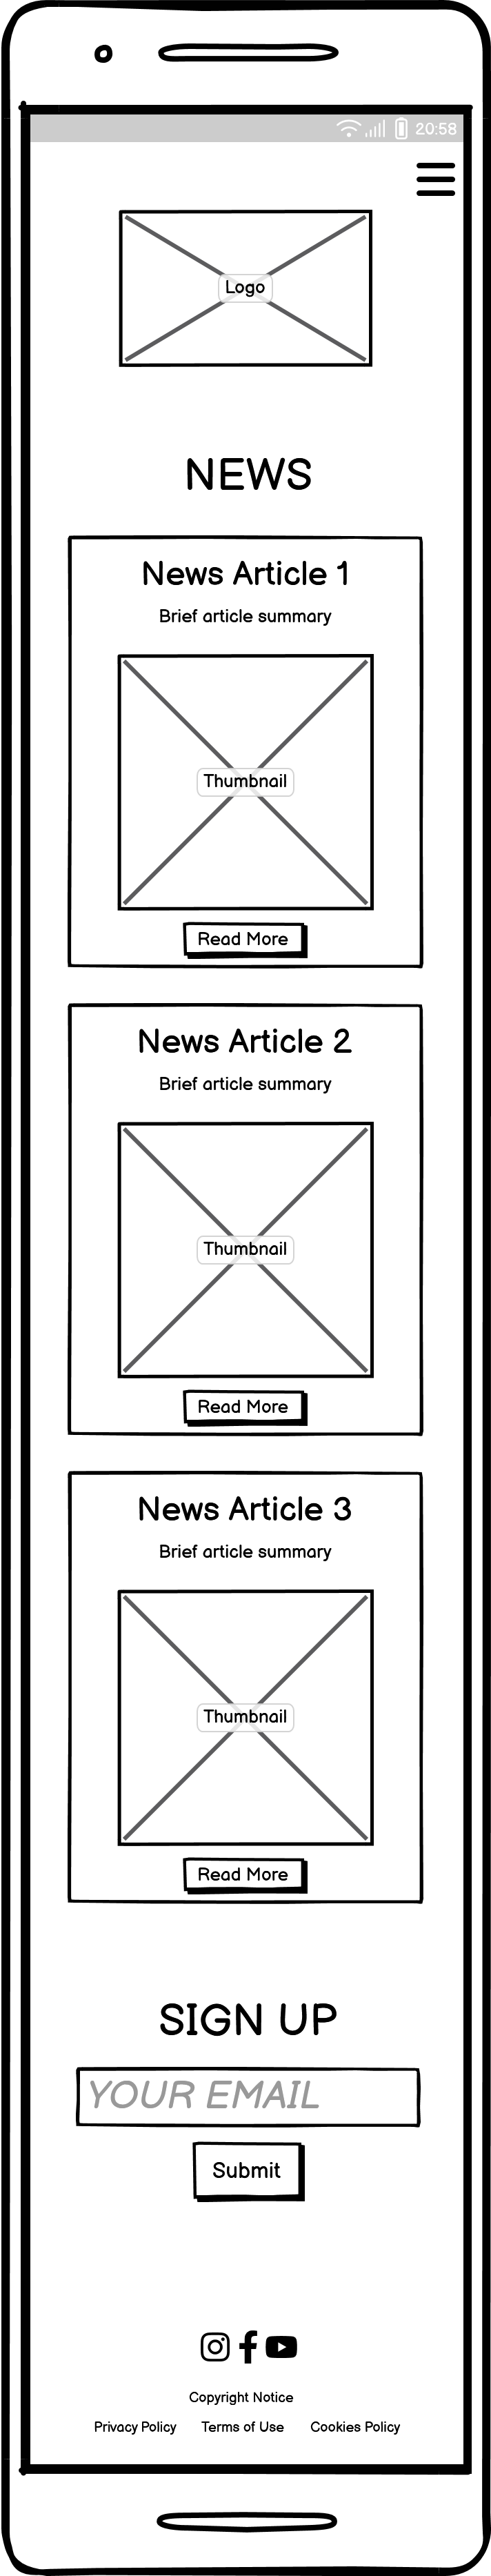 20:58
Logo
NEWS
News Article 1
Brief article summary
Thumbnail
Read More
News Article 2
Brief article summary
Thumbnail
Read More
News Article 3
Brief article summary
Thumbnail
Read More
SIGN UP
YOUR EMAIL
Submit
Copyright Notice
Privacy Policy Terms of Use Cookies Policy